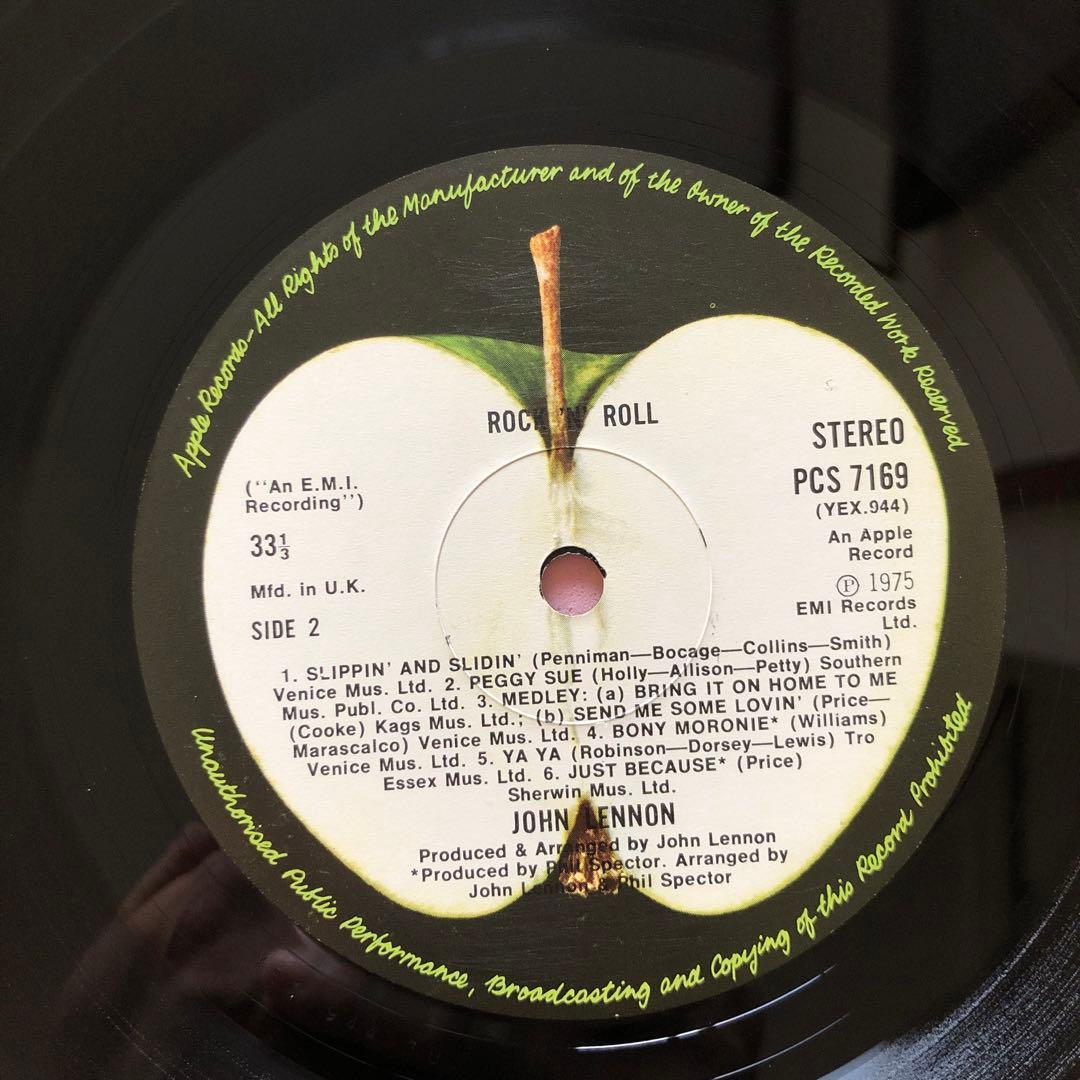 Apple Records—All Rights of the Manufacturer and of the Owner of the Recorded Work Reserved
ROCK 'N' ROLL
STEREO
PCS 7169
(YEX.944)
An Apple
Record
Ⓟ 1975
EMI Records
Ltd.
(“An E.M.I.
Recording”)
33⅓
Mfd. in U.K.
SIDE 2
1. SLIPPIN' AND SLIDIN' (Penniman—Bocage—Collins—Smith)
Venice Mus. Ltd. 2. PEGGY SUE (Holly—Allison—Petty) Southern
Mus. Publ. Co. Ltd. 3. MEDLEY: (a) BRING IT ON HOME TO ME
(Cooke) Kags Mus. Ltd.; (b) SEND ME SOME LOVIN' (Price—
Marascalco) Venice Mus. Ltd. 4. BONY MORONIE* (Williams)
Venice Mus. Ltd. 5. YA YA (Robinson—Dorsey—Lewis) Tro
Essex Mus. Ltd. 6. JUST BECAUSE* (Price)
Sherwin Mus. Ltd.
JOHN LENNON
Produced & Arranged by John Lennon
*Produced by Phil Spector. Arranged by
John Lennon & Phil Spector
Unauthorised Public Performance, Broadcasting and Copying of this Record Prohibited